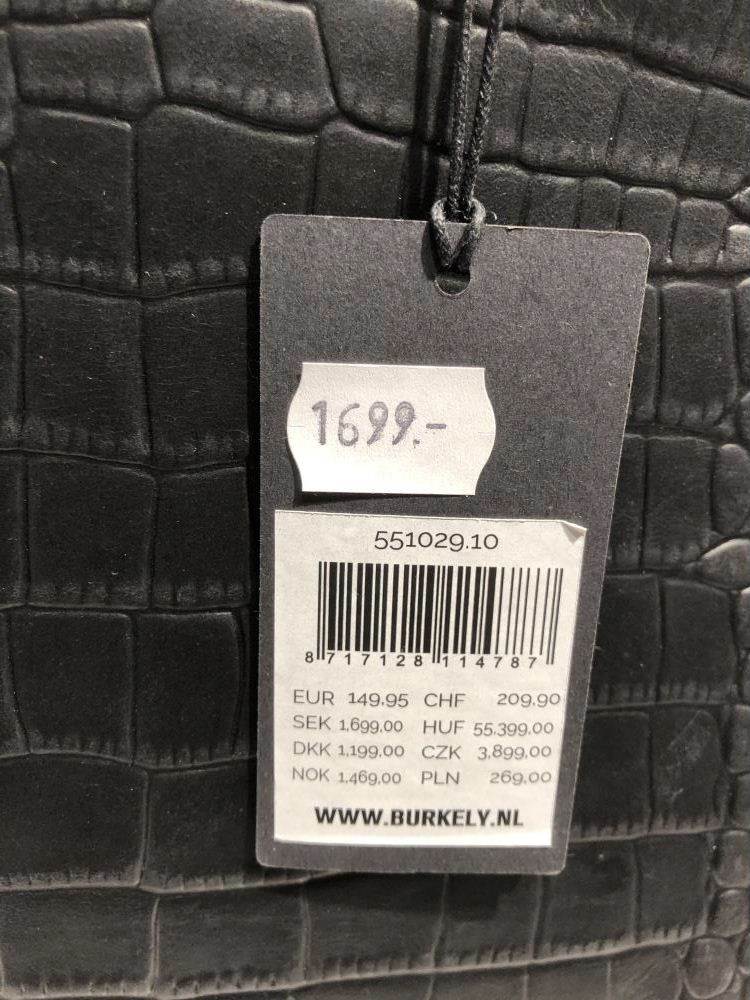 1699.-
551029.10
8 717128 114787
EUR 149.95 CHF 209.90
SEK 1,699,00 HUF 55.399.00
DKK 1,199,00 CZK 3,899,00
NOK 1,469,00 PLN 269,00
WWW.BURKELY.NL